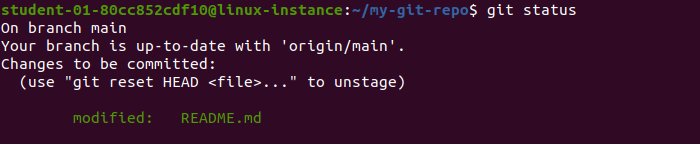 student-01-80cc852cdf10@linux-instance:~/my-git-repo$ git status
On branch main
Your branch is up-to-date with 'origin/main'.
Changes to be committed:
  (use "git reset HEAD <file>..." to unstage)

        modified:   README.md